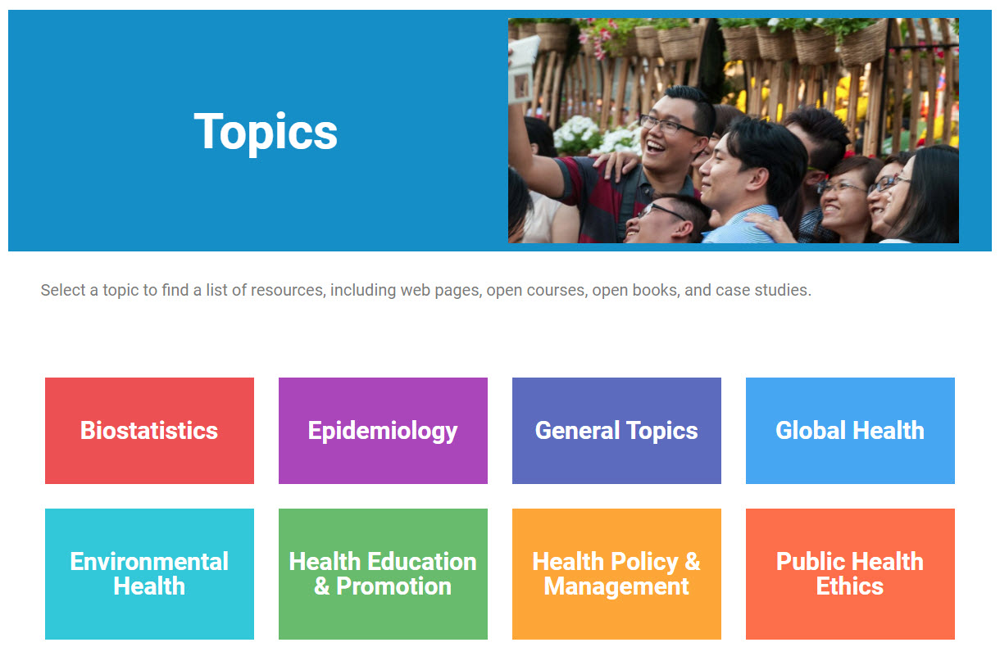 Topics
Select a topic to find a list of resources, including web pages, open courses, open books, and case studies.
Biostatistics
Epidemiology
General Topics
Global Health
Environmental
Health
Health Education
& Promotion
Health Policy &
Management
Public Health
Ethics